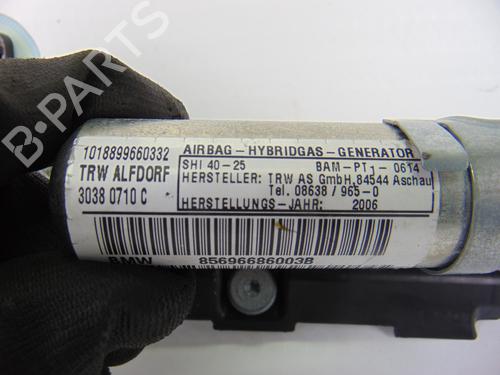 1018899660332
TRW ALFDORF
3038 0710 C
AIRBAG - HYBRIDGAS - GENERATOR
SHI 40-25 BAM-PT1-0614
HERSTELLER: TRW AS GmbH, 84544 Aschau
Tel. 08638 / 965-0
HERSTELLUNGS-JAHR: 2006
BMW 85696686003B
B-PARTS